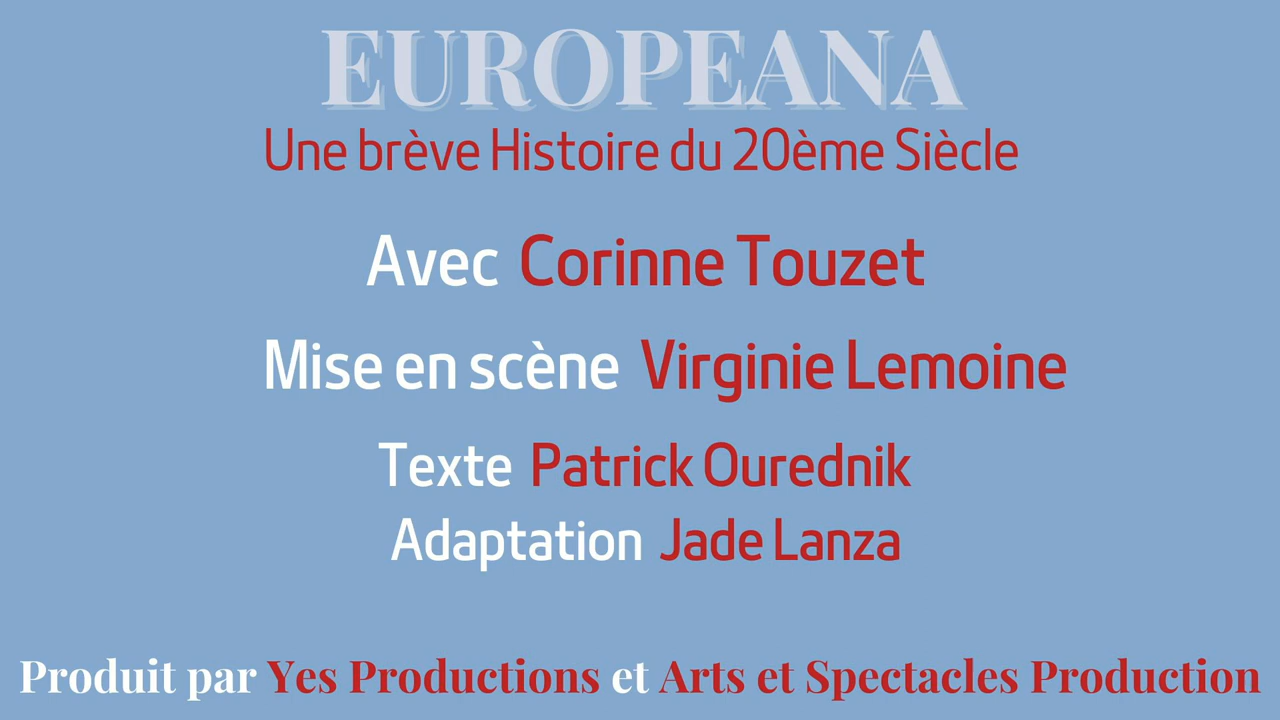 EUROPEANA
Une brève Histoire du 20ème Siècle
Avec Corinne Touzet
Mise en scène Virginie Lemoine
Texte Patrick Ourednik
Adaptation Jade Lanza
Produit par Yes Productions et Arts et Spectacles Production